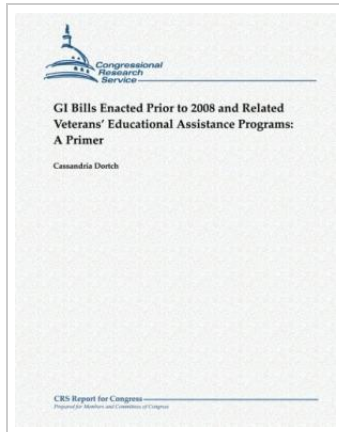 Congressional
Research
Service
GI Bills Enacted Prior to 2008 and Related
Veterans' Educational Assistance Programs:
A Primer
Cassandria Dortch
CRS Report for Congress
Prepared for Members and Committees of Congress